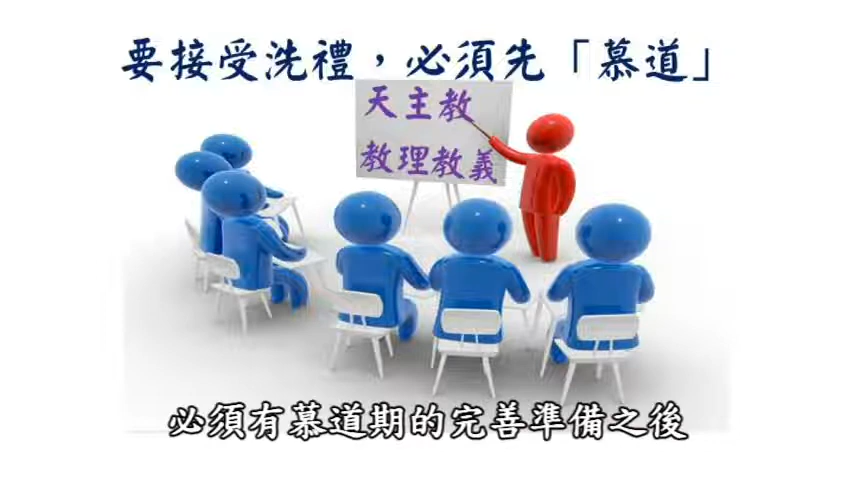 要接受洗禮，必須先「慕道」
天主教
教理教義
必須有慕道期的完善準備之後